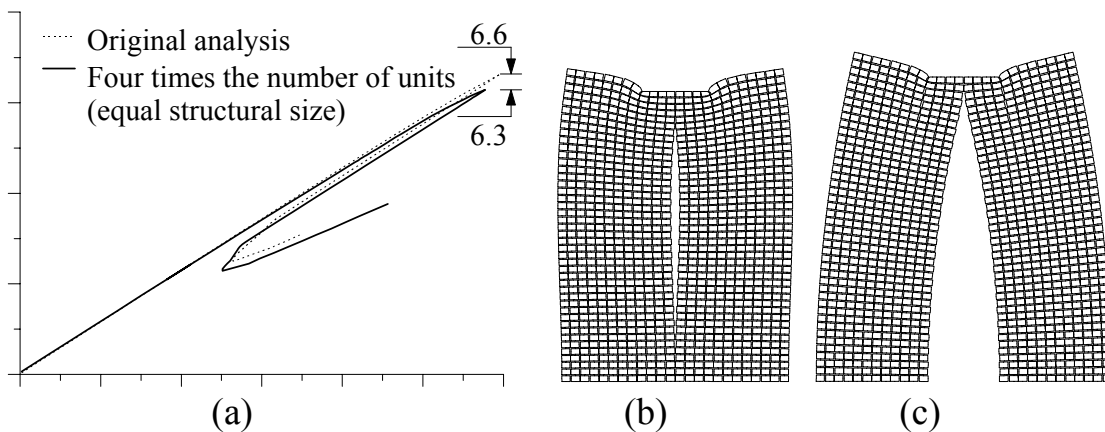 Original analysis
Four times the number of units
(equal structural size)
6.6
6.3
(a)
(b)
(c)